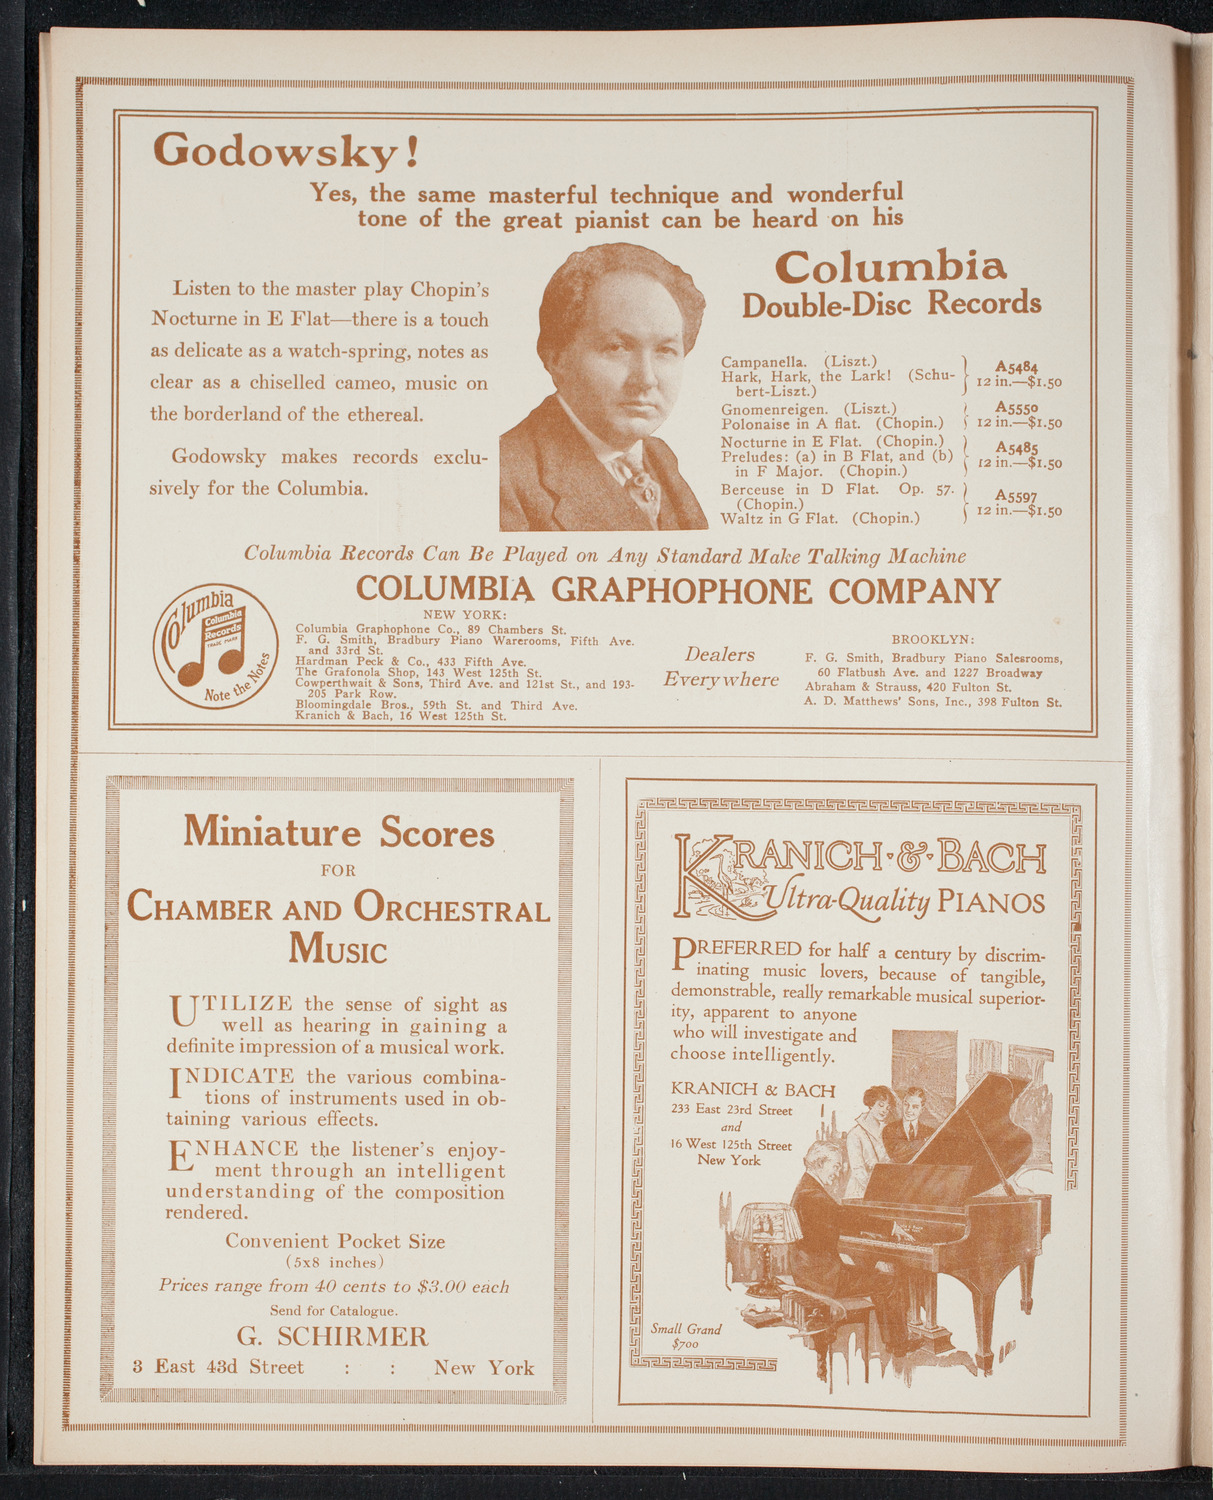 Godowsky!
Yes, the same masterful technique and wonderful
tone of the great pianist can be heard on his
Listen to the master play Chopin's
Nocturne in E Flat—there is a touch
as delicate as a watch-spring, notes as
clear as a chiselled cameo, music on
the borderland of the ethereal.
Godowsky makes records exclu-
sively for the Columbia.
Columbia
Double-Disc Records
Campanella. (Liszt.)
Hark, Hark, the Lark! (Schu-
bert-Liszt.)
A5484
12 in.—$1.50
Gnomenreigen. (Liszt.)
Polonaise in A flat. (Chopin.)
A5550
12 in.—$1.50
Nocturne in E Flat. (Chopin.)
Preludes: (a) in B Flat, and (b)
in F Major. (Chopin.)
A5485
12 in.—$1.50
Berceuse in D Flat. Op. 57.
(Chopin.)
Waltz in G Flat. (Chopin.)
A5597
12 in.—$1.50
Columbia Records Can Be Played on Any Standard Make Talking Machine
COLUMBIA GRAPHOPHONE COMPANY
Columbia
Columbia
Records
TRADE MARK
Note the Notes
NEW YORK:
Columbia Graphophone Co., 89 Chambers St.
F. G. Smith, Bradbury Piano Warerooms, Fifth Ave.
and 33rd St.
Hardman Peck & Co., 433 Fifth Ave.
The Grafonola Shop, 143 West 125th St.
Cowperthwait & Sons, Third Ave. and 121st St., and 193-
205 Park Row.
Bloomingdale Bros., 59th St. and Third Ave.
Kranich & Bach, 16 West 125th St.
Dealers
Everywhere
BROOKLYN:
F. G. Smith, Bradbury Piano Salesrooms,
60 Flatbush Ave. and 1227 Broadway
Abraham & Strauss, 420 Fulton St.
A. D. Matthews' Sons, Inc., 398 Fulton St.
Miniature Scores
FOR
CHAMBER AND ORCHESTRAL
MUSIC
UTILIZE the sense of sight as
well as hearing in gaining a
definite impression of a musical work.
INDICATE the various combina-
tions of instruments used in ob-
taining various effects.
ENHANCE the listener's enjoy-
ment through an intelligent
understanding of the composition
rendered.
Convenient Pocket Size
(5x8 inches)
Prices range from 40 cents to $3.00 each
Send for Catalogue.
G. SCHIRMER
3 East 43d Street : : New York
KRANICH·&·BACH
Ultra-Quality PIANOS
PREFERRED for half a century by discrim-
inating music lovers, because of tangible,
demonstrable, really remarkable musical superior-
ity, apparent to anyone
who will investigate and
choose intelligently.
KRANICH & BACH
233 East 23rd Street
and
16 West 125th Street
New York
Small Grand
$700